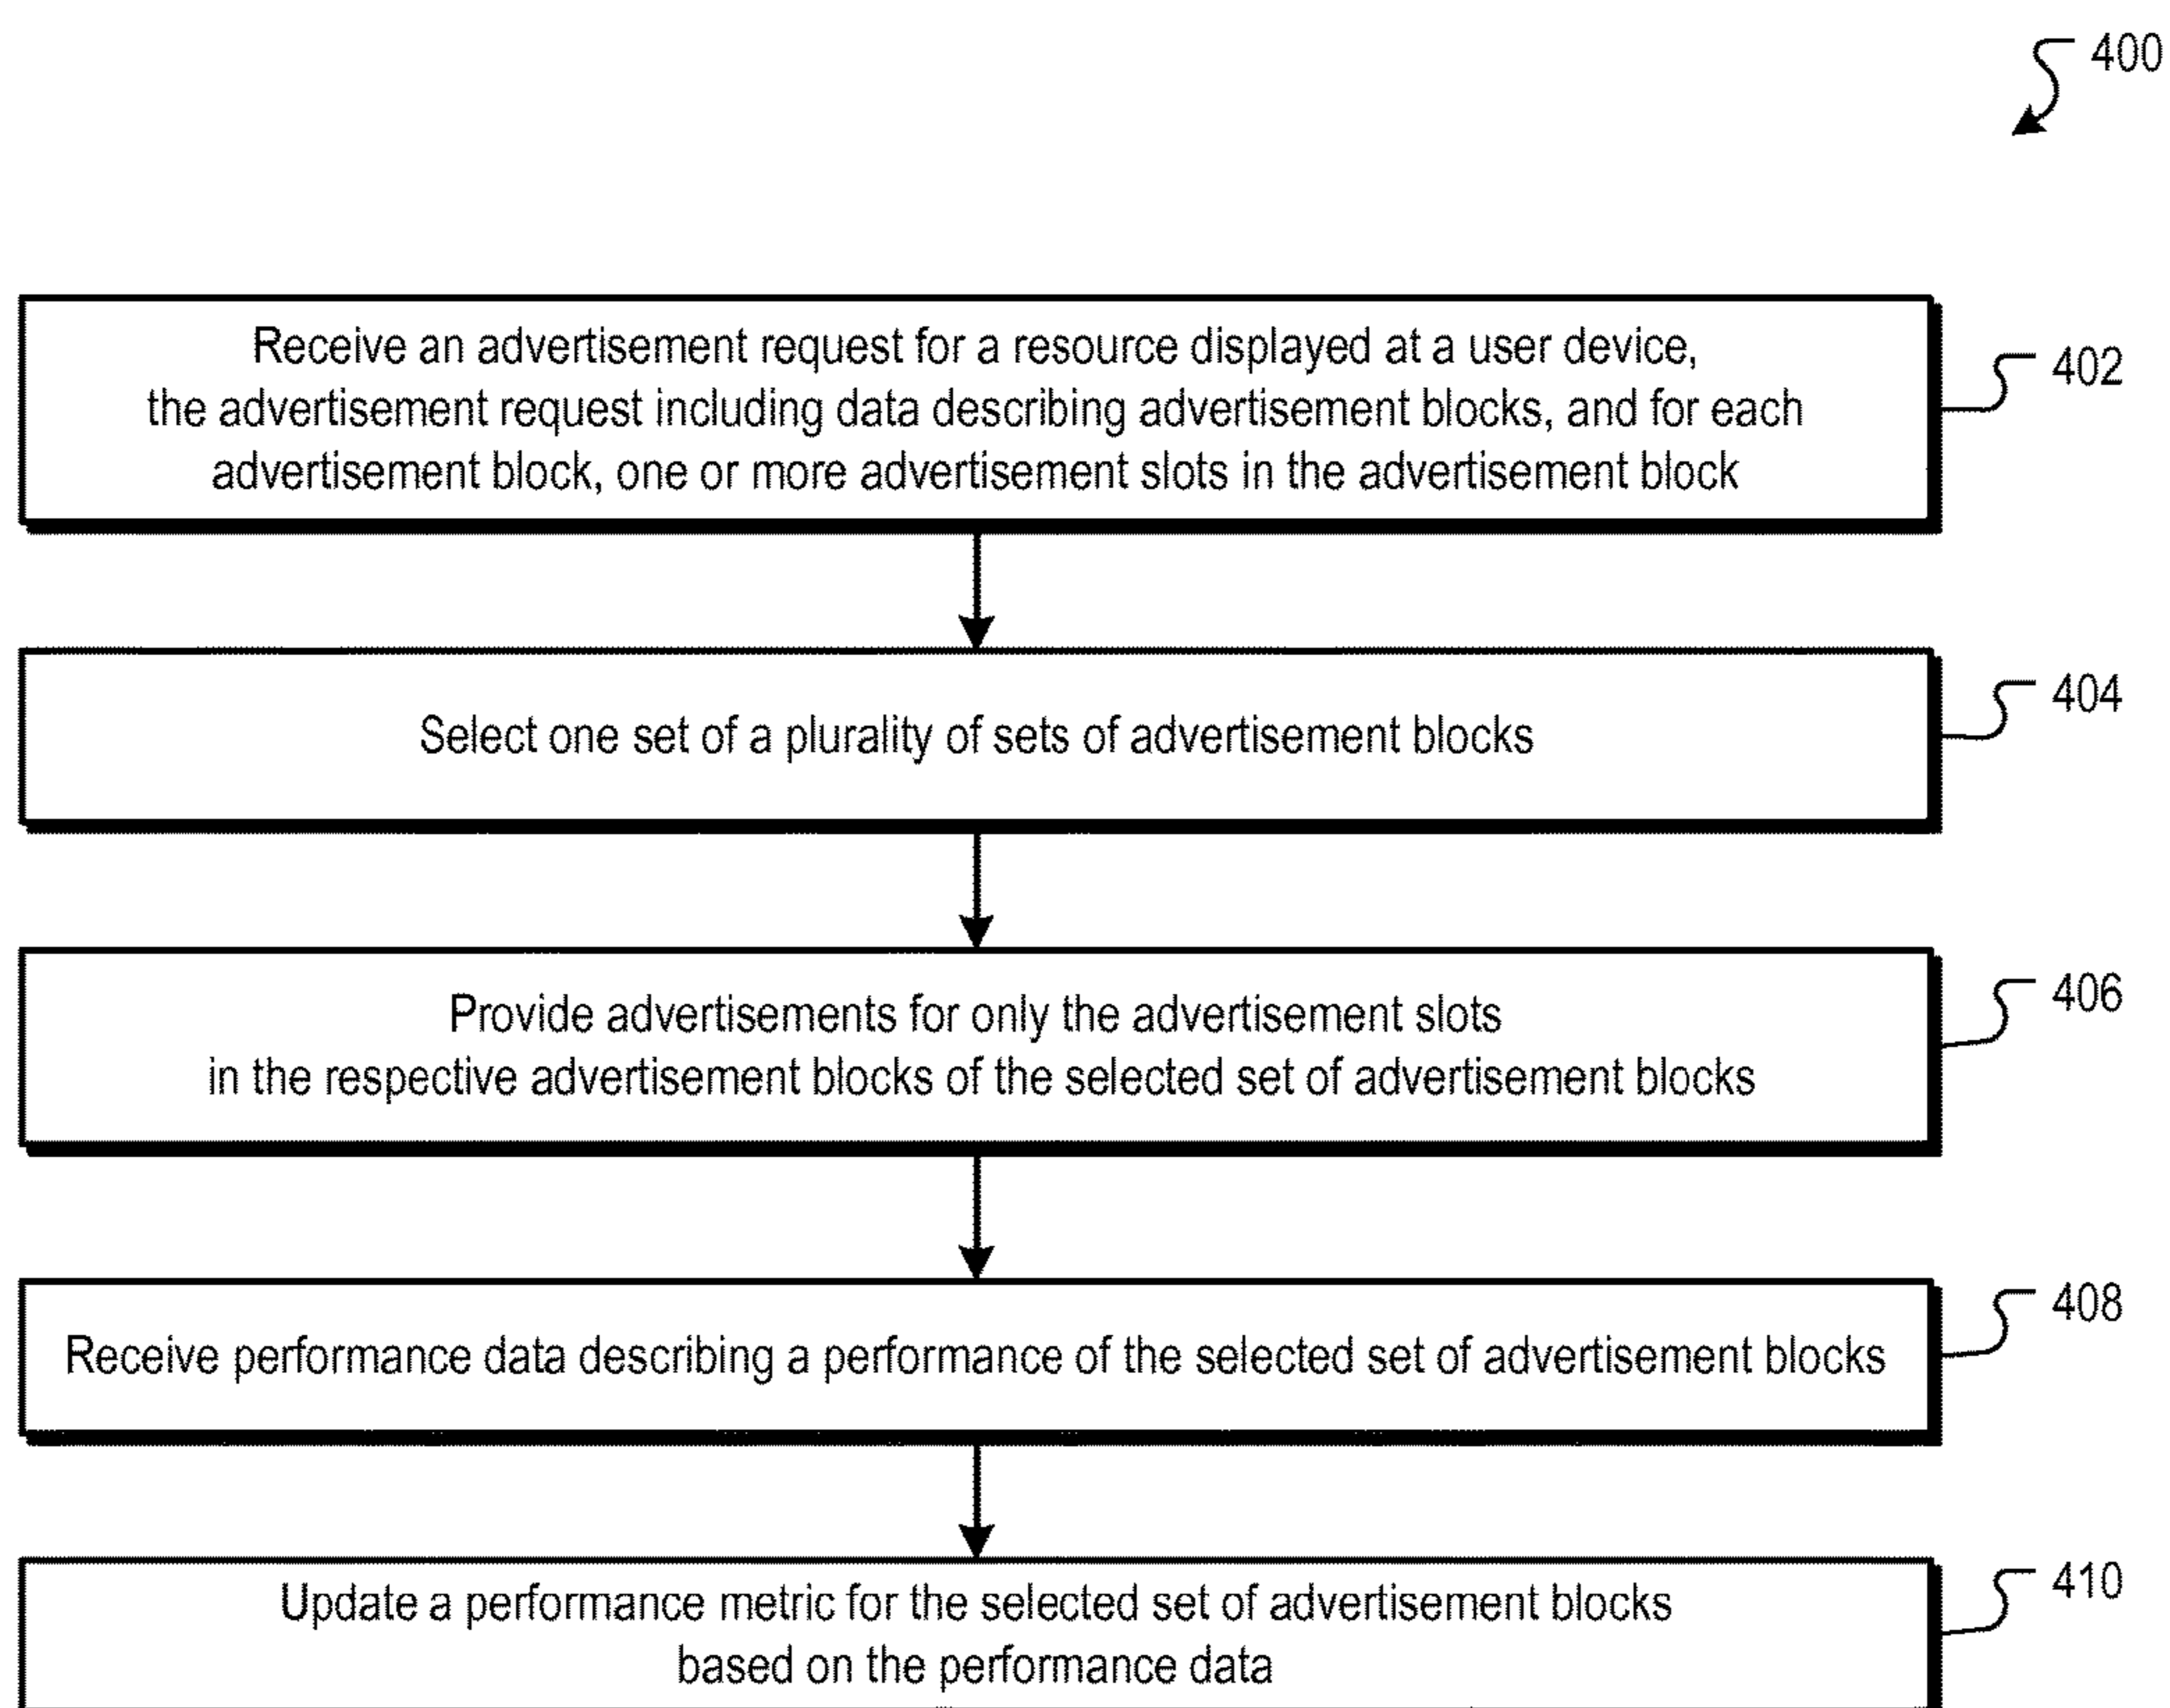 400
Receive an advertisement request for a resource displayed at a user device,
the advertisement request including data describing advertisement blocks, and for each
advertisement block, one or more advertisement slots in the advertisement block
402
Select one set of a plurality of sets of advertisement blocks
404
Provide advertisements for only the advertisement slots
in the respective advertisement blocks of the selected set of advertisement blocks
406
Receive performance data describing a performance of the selected set of advertisement blocks
408
Update a performance metric for the selected set of advertisement blocks
based on the performance data
410